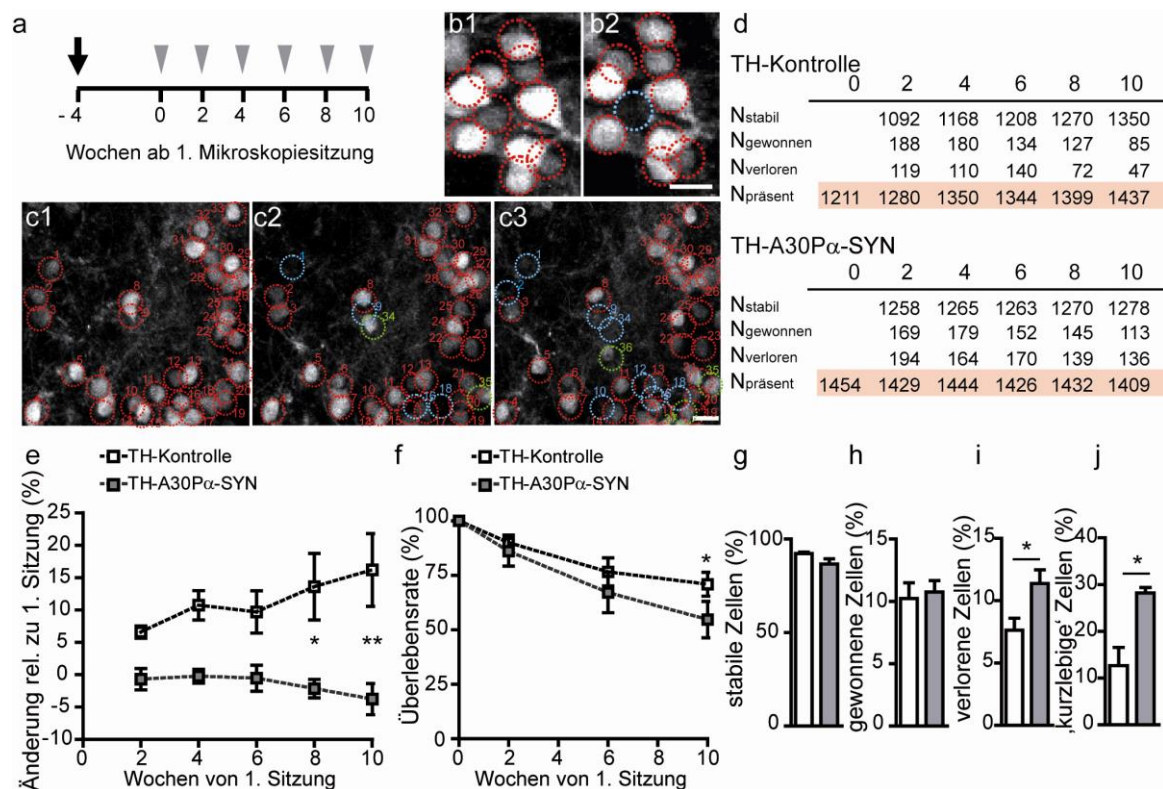 a
- 4 0 2 4 6 8 10
Wochen ab 1. Mikroskopiesitzung
b1 b2
c1 c2 c3
d
TH-Kontrolle
0 2 4 6 8 10
Nstabil 1092 1168 1208 1270 1350
Ngewonnen 188 180 134 127 85
Nverloren 119 110 140 72 47
Npräsent 1211 1280 1350 1344 1399 1437
TH-A30Pα-SYN
0 2 4 6 8 10
Nstabil 1258 1265 1263 1270 1278
Ngewonnen 169 179 152 145 113
Nverloren 194 164 170 139 136
Npräsent 1454 1429 1444 1426 1432 1409
e
TH-Kontrolle
TH-A30Pα-SYN
Änderung rel. zu 1. Sitzung (%)
25
20
15
10
5
0
-5
-10
* **
2 4 6 8 10
Wochen von 1. Sitzung
f
TH-Kontrolle
TH-A30Pα-SYN
Überlebensrate (%)
100
75
50
25
0
*
0 2 4 6 8 10
Wochen von 1. Sitzung
g
stabile Zellen (%)
100
50
0
h
gewonnene Zellen (%)
15
10
5
0
i
verlorene Zellen (%)
15
10
5
0
*
j
‚kurzlebige‘ Zellen (%)
40
30
20
10
0
*